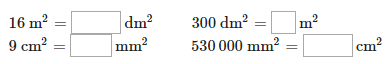 16 m² = dm² 300 dm² = m²
9 cm² = mm² 530 000 mm² = cm²